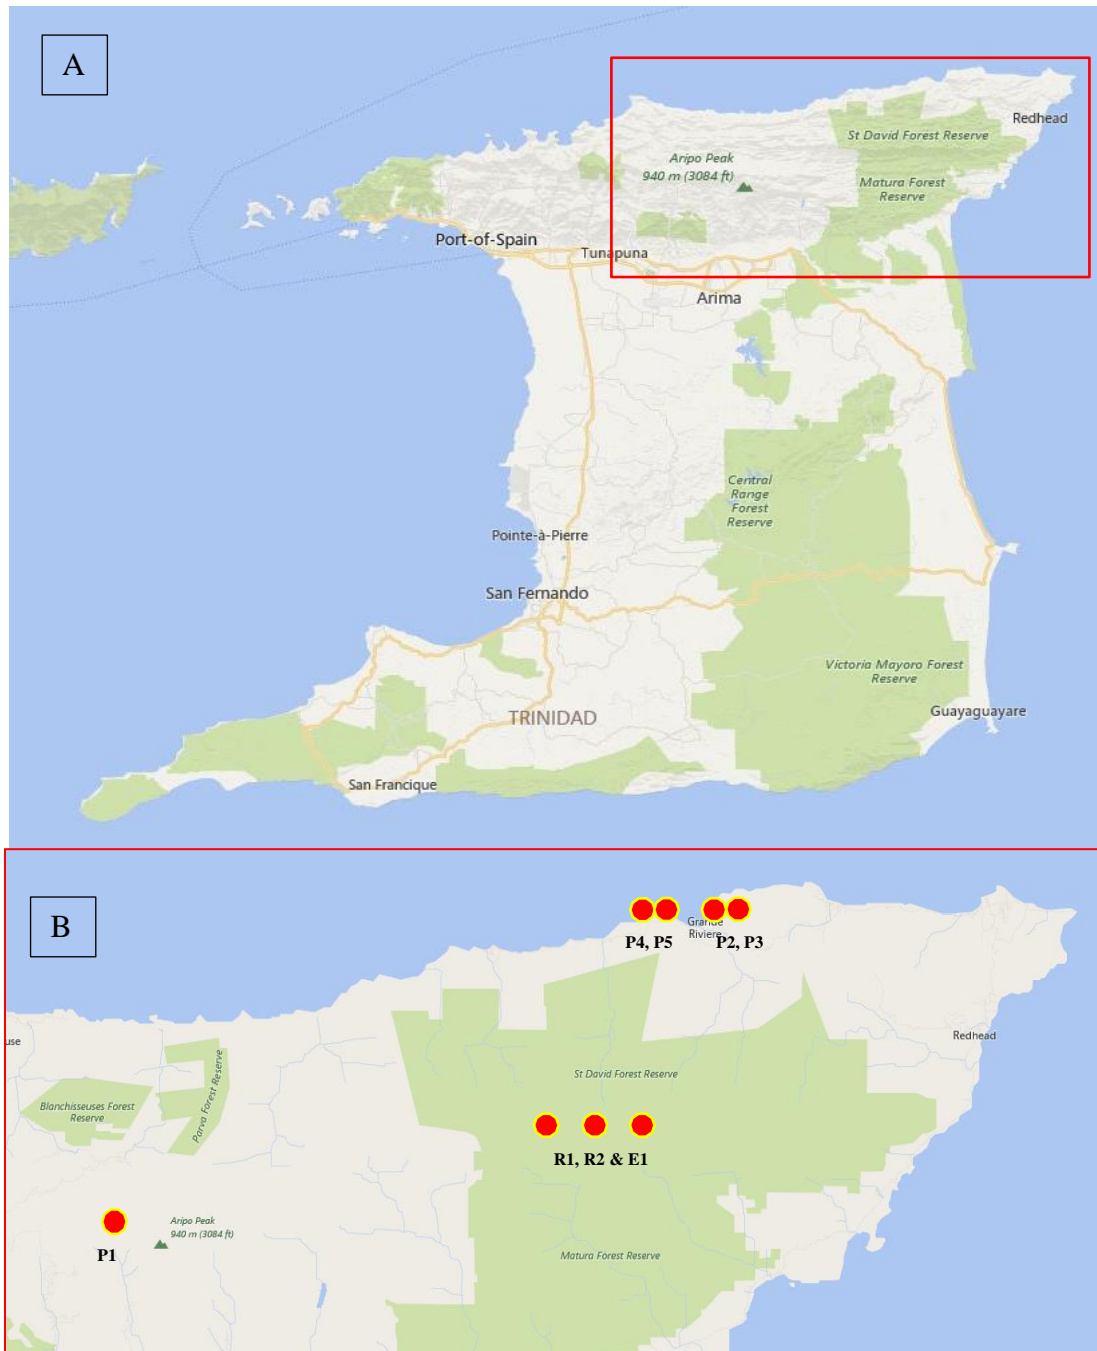 A
Redhead
St David Forest Reserve
Aripo Peak
940 m (3084 ft)
Matura Forest
Reserve
Port-of-Spain
Tunapuna
Arima
Central
Range
Forest
Reserve
Pointe-à-Pierre
San Fernando
Victoria Mayoro Forest
Reserve
TRINIDAD
Guayaguayare
San Francique
B
Grande
Riviere
P4, P5
P2, P3
Redhead
use
Parva Forest Reserve
St David Forest Reserve
Blanchisseuses Forest
Reserve
R1, R2 & E1
Aripo Peak
940 m (3084 ft)
P1
Matura Forest Reserve